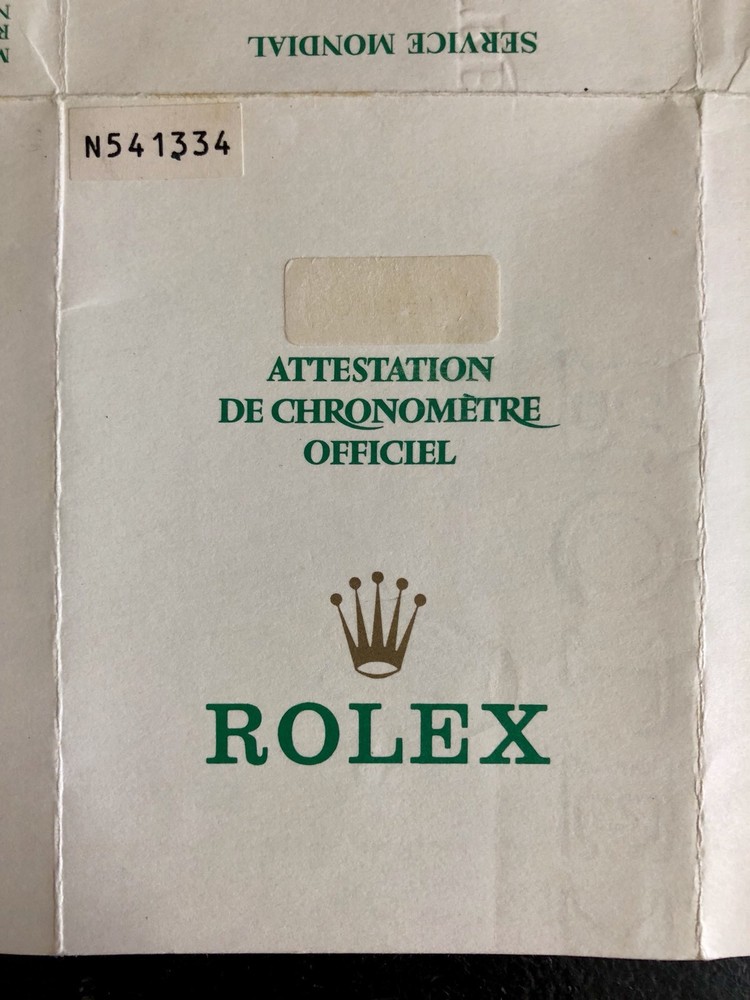 SERVICE MONDIAL
N541334
ATTESTATION
DE CHRONOMÈTRE
OFFICIEL
ROLEX